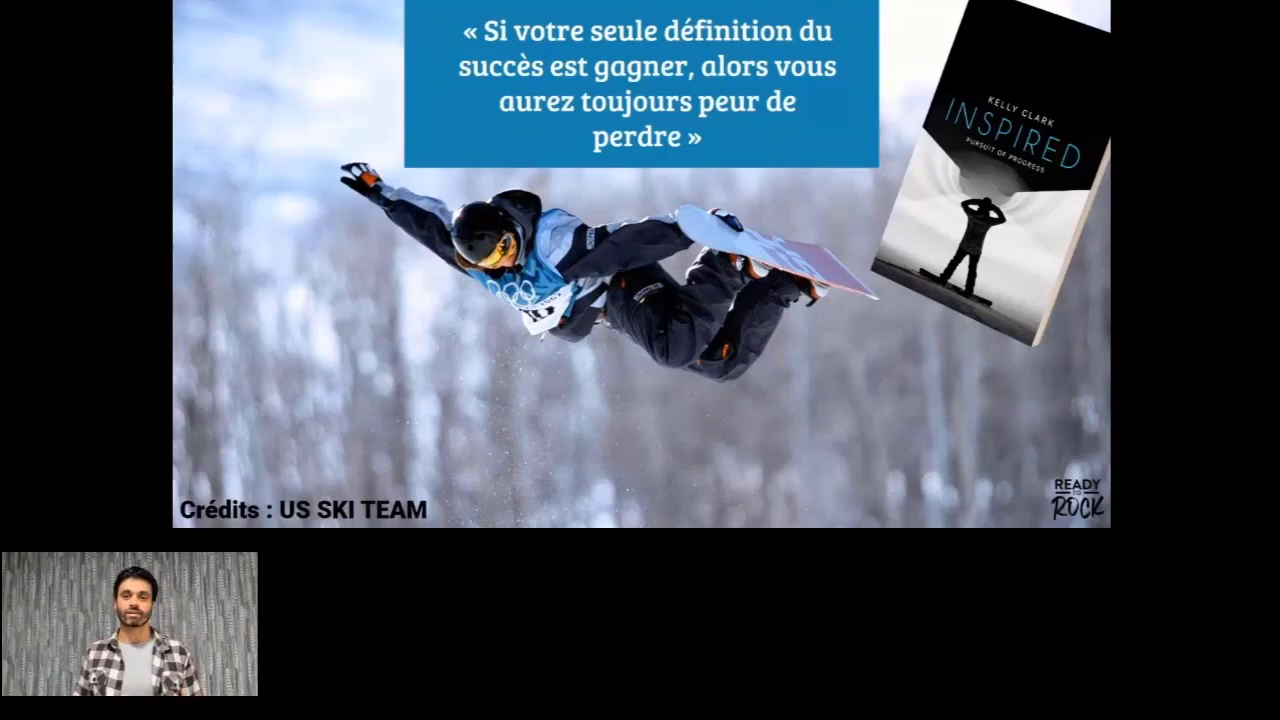 « Si votre seule définition du
succès est gagner, alors vous
aurez toujours peur de
perdre »
KELLY CLARK
INSPIRED
PURSUIT OF PROGRESS
Crédits : US SKI TEAM
READY
TO
ROCK